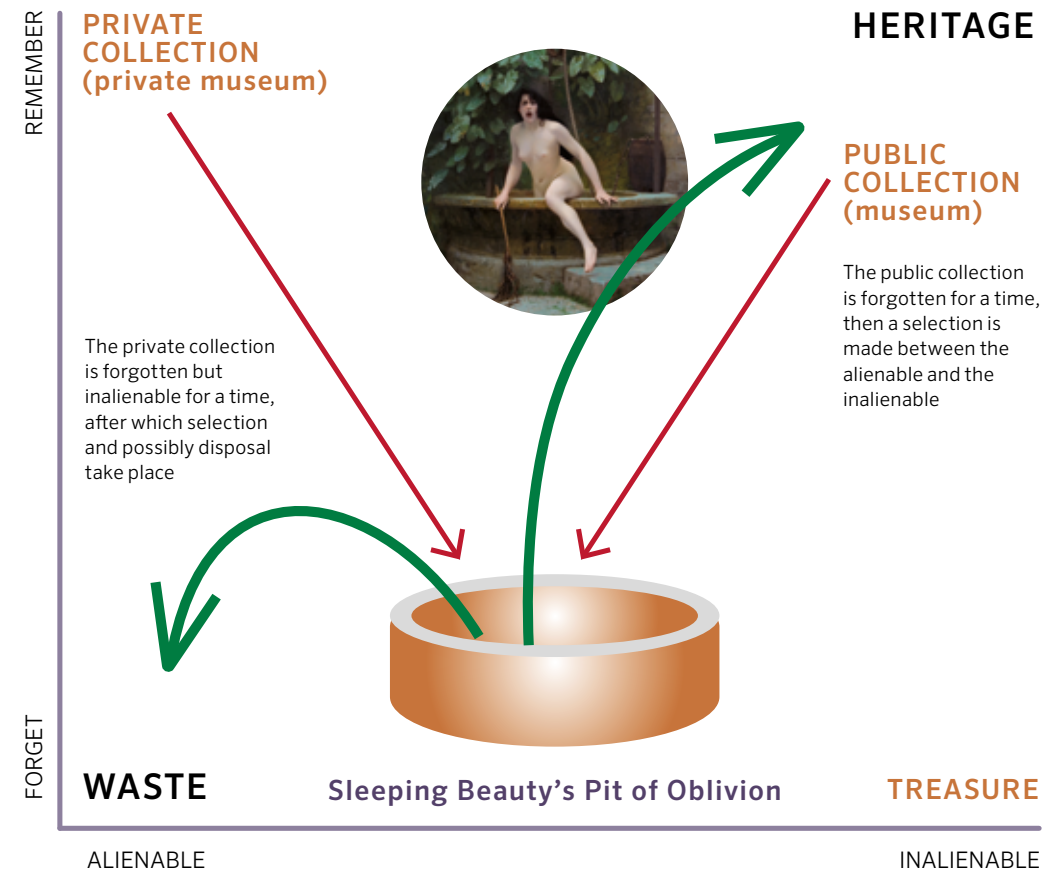 REMEMBER
PRIVATE
COLLECTION
(private museum)
HERITAGE
PUBLIC
COLLECTION
(museum)
The public collection
is forgotten for a time,
then a selection is
made between the
alienable and the
inalienable
The private collection
is forgotten but
inalienable for a time,
after which selection
and possibly disposal
take place
FORGET
WASTE
Sleeping Beauty’s Pit of Oblivion
TREASURE
ALIENABLE
INALIENABLE